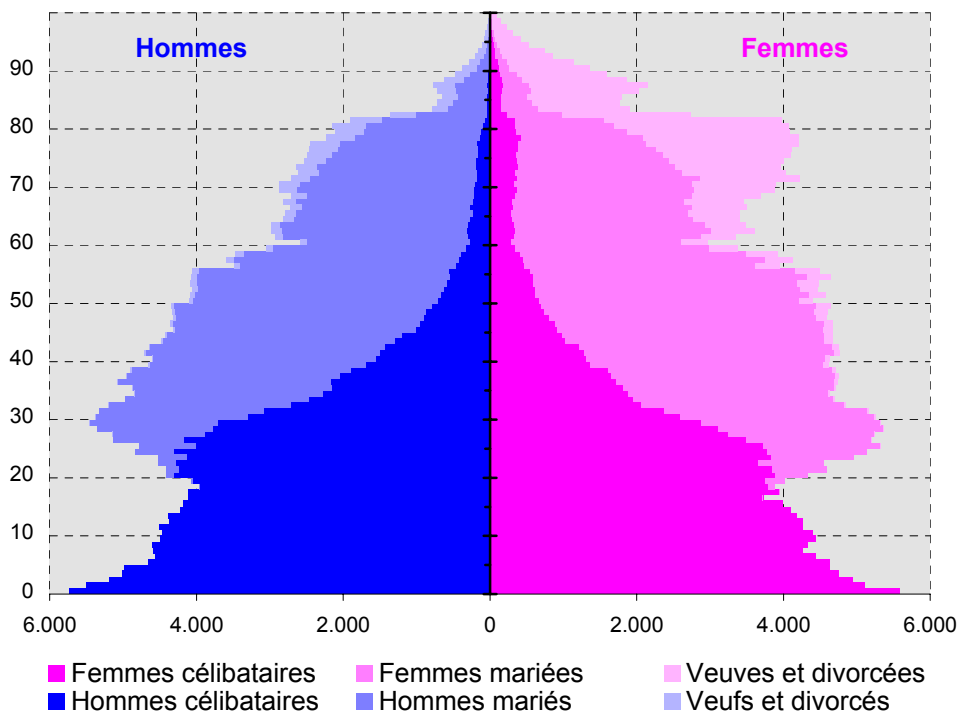 Hommes Femmes
90
80
70
60
50
40
30
20
10
0
6.000 4.000 2.000 0 2.000 4.000 6.000
Femmes célibataires Femmes mariées Veuves et divorcées
Hommes célibataires Hommes mariés Veufs et divorcés